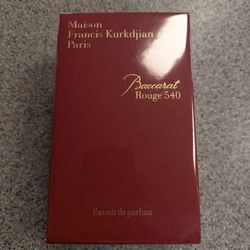 Maison
Francis Kurkdjian
Paris
Baccarat
Rouge 540
Extrait de parfum